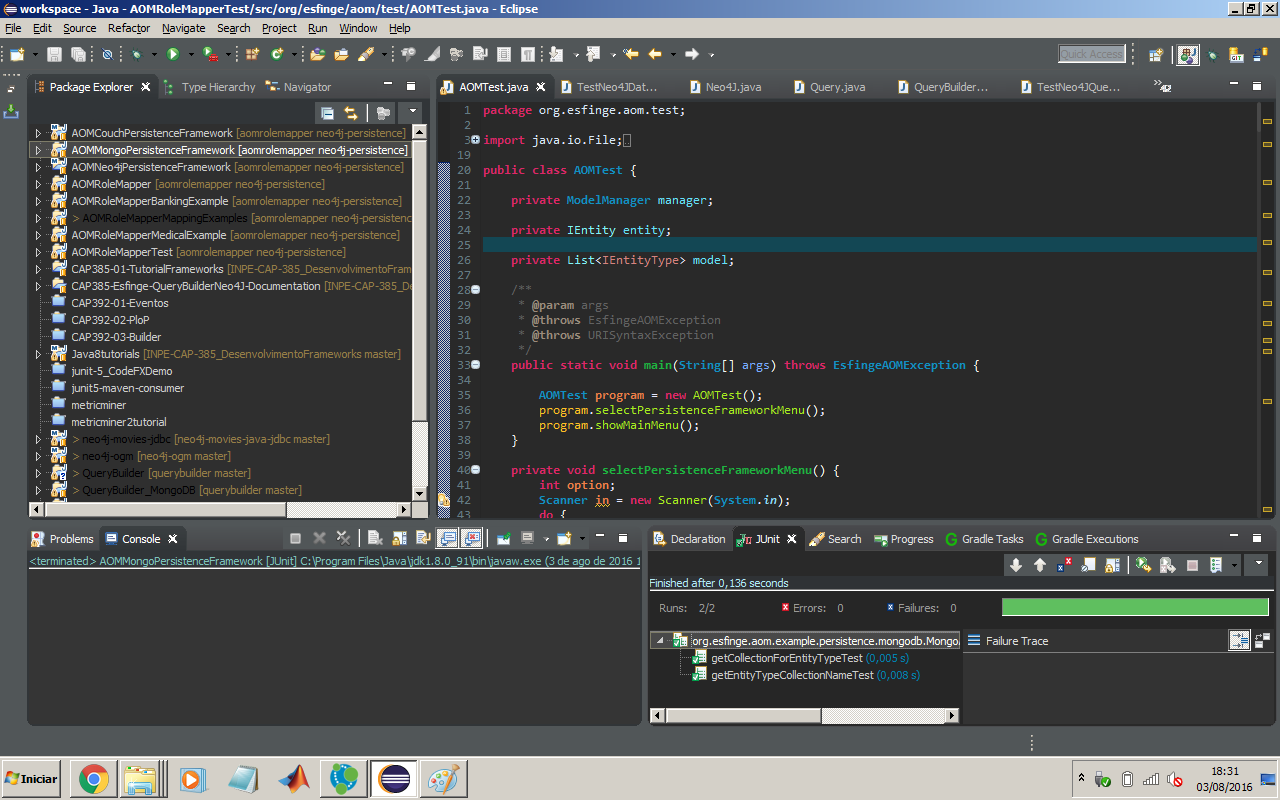 workspace - Java - AOMRoleMapperTest/src/org/esfinge/aom/test/AOMTest.java - Eclipse
File Edit Source Refactor Navigate Search Project Run Window Help
Quick Access
Package Explorer Type Hierarchy Navigator
AOMCouchPersistenceFramework [aomrolemapper neo4j-persistence]
AOMMongoPersistenceFramework [aomrolemapper neo4j-persistence]
AOMNeo4jPersistenceFramework [aomrolemapper neo4j-persistence]
AOMRoleMapper [aomrolemapper neo4j-persistence]
AOMRoleMapperBankingExample [aomrolemapper neo4j-persistence]
> AOMRoleMapperMappingExamples [aomrolemapper neo4j-persistenc
AOMRoleMapperMedicalExample [aomrolemapper neo4j-persistence]
AOMRoleMapperTest [aomrolemapper neo4j-persistence]
CAP385-01-TutorialFrameworks [INPE-CAP-385_DesenvolvimentoFram
CAP385-Esfinge-QueryBuilderNeo4J-Documentation [INPE-CAP-385_De
CAP392-01-Eventos
CAP392-02-PloP
CAP392-03-Builder
Java8tutorials [INPE-CAP-385_DesenvolvimentoFrameworks master]
junit-5_CodeFXDemo
junit5-maven-consumer
metricminer
metricminer2tutorial
> neo4j-movies-jdbc [neo4j-movies-java-jdbc master]
> neo4j-ogm [neo4j-ogm master]
> QueryBuilder [querybuilder master]
> QueryBuilder_MongoDB [querybuilder master]
AOMTest.java TestNeo4JDat... Neo4J.java Query.java QueryBuilder... TestNeo4JQue... »22
1 package org.esfinge.aom.test;
2
3 import java.io.File;
19
20 public class AOMTest {
21
22 private ModelManager manager;
23
24 private IEntity entity;
25
26 private List<IEntityType> model;
27
28 /**
29 * @param args
30 * @throws EsfingeAOMException
31 * @throws URISyntaxException
32 */
33 public static void main(String[] args) throws EsfingeAOMException {
34
35 AOMTest program = new AOMTest();
36 program.selectPersistenceFrameworkMenu();
37 program.showMainMenu();
38 }
39
40 private void selectPersistenceFrameworkMenu() {
41 int option;
42 Scanner in = new Scanner(System.in);
43 do {
Problems Console
<terminated> AOMMongoPersistenceFramework [JUnit] C:\Program Files\Java\jdk1.8.0_91\bin\javaw.exe (3 de ago de 2016 1
Declaration JUnit Search Progress Gradle Tasks Gradle Executions
Finished after 0,136 seconds
Runs: 2/2 Errors: 0 Failures: 0
org.esfinge.aom.example.persistence.mongodb.Mongo
Failure Trace
getCollectionForEntityTypeTest (0,005 s)
getEntityTypeCollectionNameTest (0,008 s)
Iniciar
18:31
03/08/2016